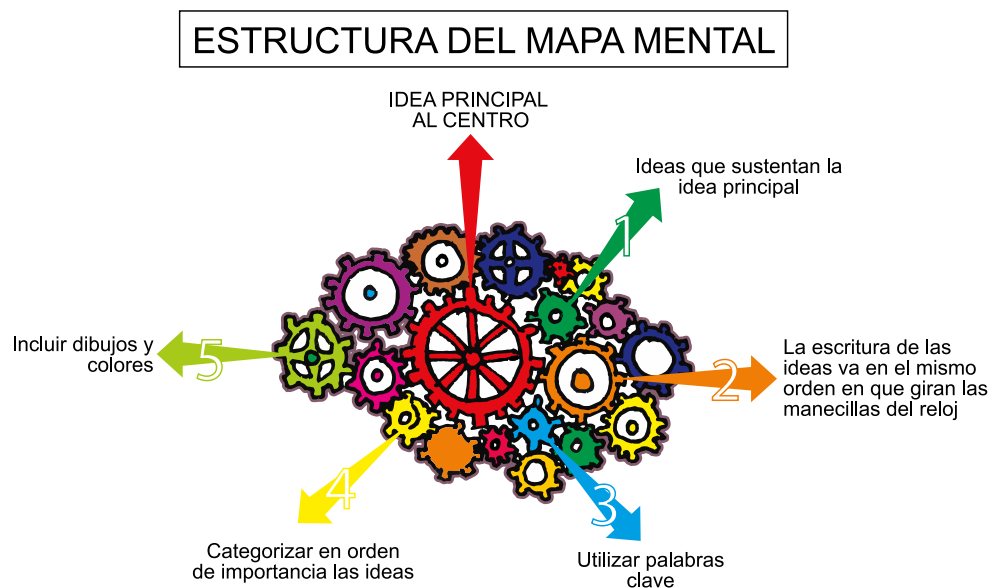 ESTRUCTURA DEL MAPA MENTAL
IDEA PRINCIPAL
AL CENTRO
1
Ideas que sustentan la
idea principal
2
La escritura de las
ideas va en el mismo
orden en que giran las
manecillas del reloj
3
Utilizar palabras
clave
4
Categorizar en orden
de importancia las ideas
5
Incluir dibujos y
colores